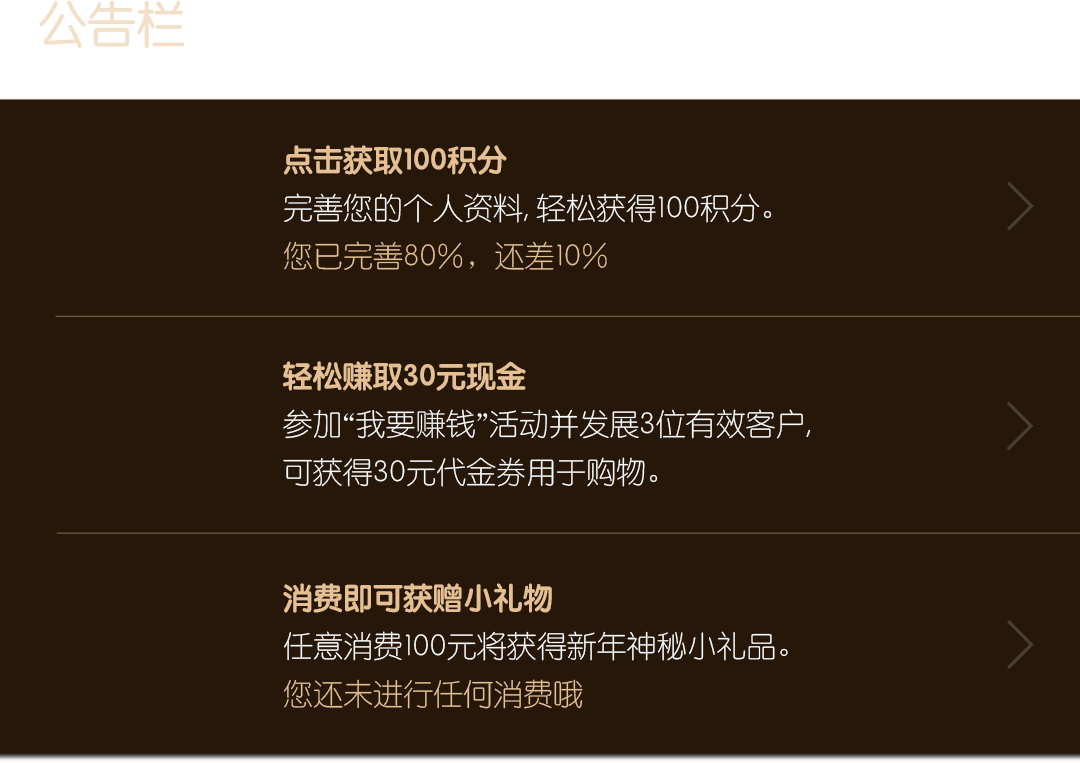 公告栏
点击获取100积分
完善您的个人资料, 轻松获得100积分。
您已完善80%，还差10%
轻松赚取30元现金
参加“我要赚钱”活动并发展3位有效客户,
可获得30元代金券用于购物。
消费即可获赠小礼物
任意消费100元将获得新年神秘小礼品。
您还未进行任何消费哦